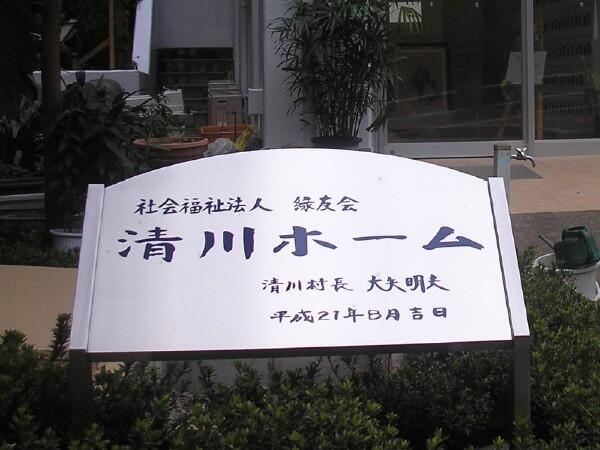 社会福祉法人 緑友会
清川ホーム
清川村長 大矢明夫
平成21年8月吉日